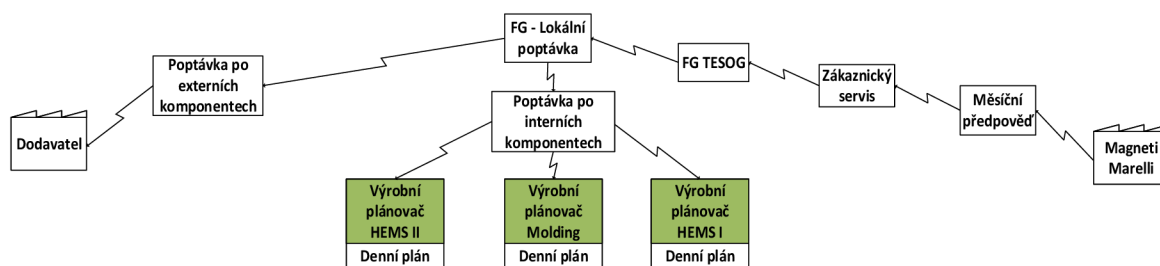 FG - Lokální
poptávka
Poptávka po
externích
komponentech
FG TESOG
Zákaznický
servis
Měsíční
předpověď
Dodavatel
Poptávka po
interních
komponentech
Magneti
Marelli
Výrobní
plánovač
HEMS II
Denní plán
Výrobní
plánovač
Molding
Denní plán
Výrobní
plánovač
HEMS I
Denní plán